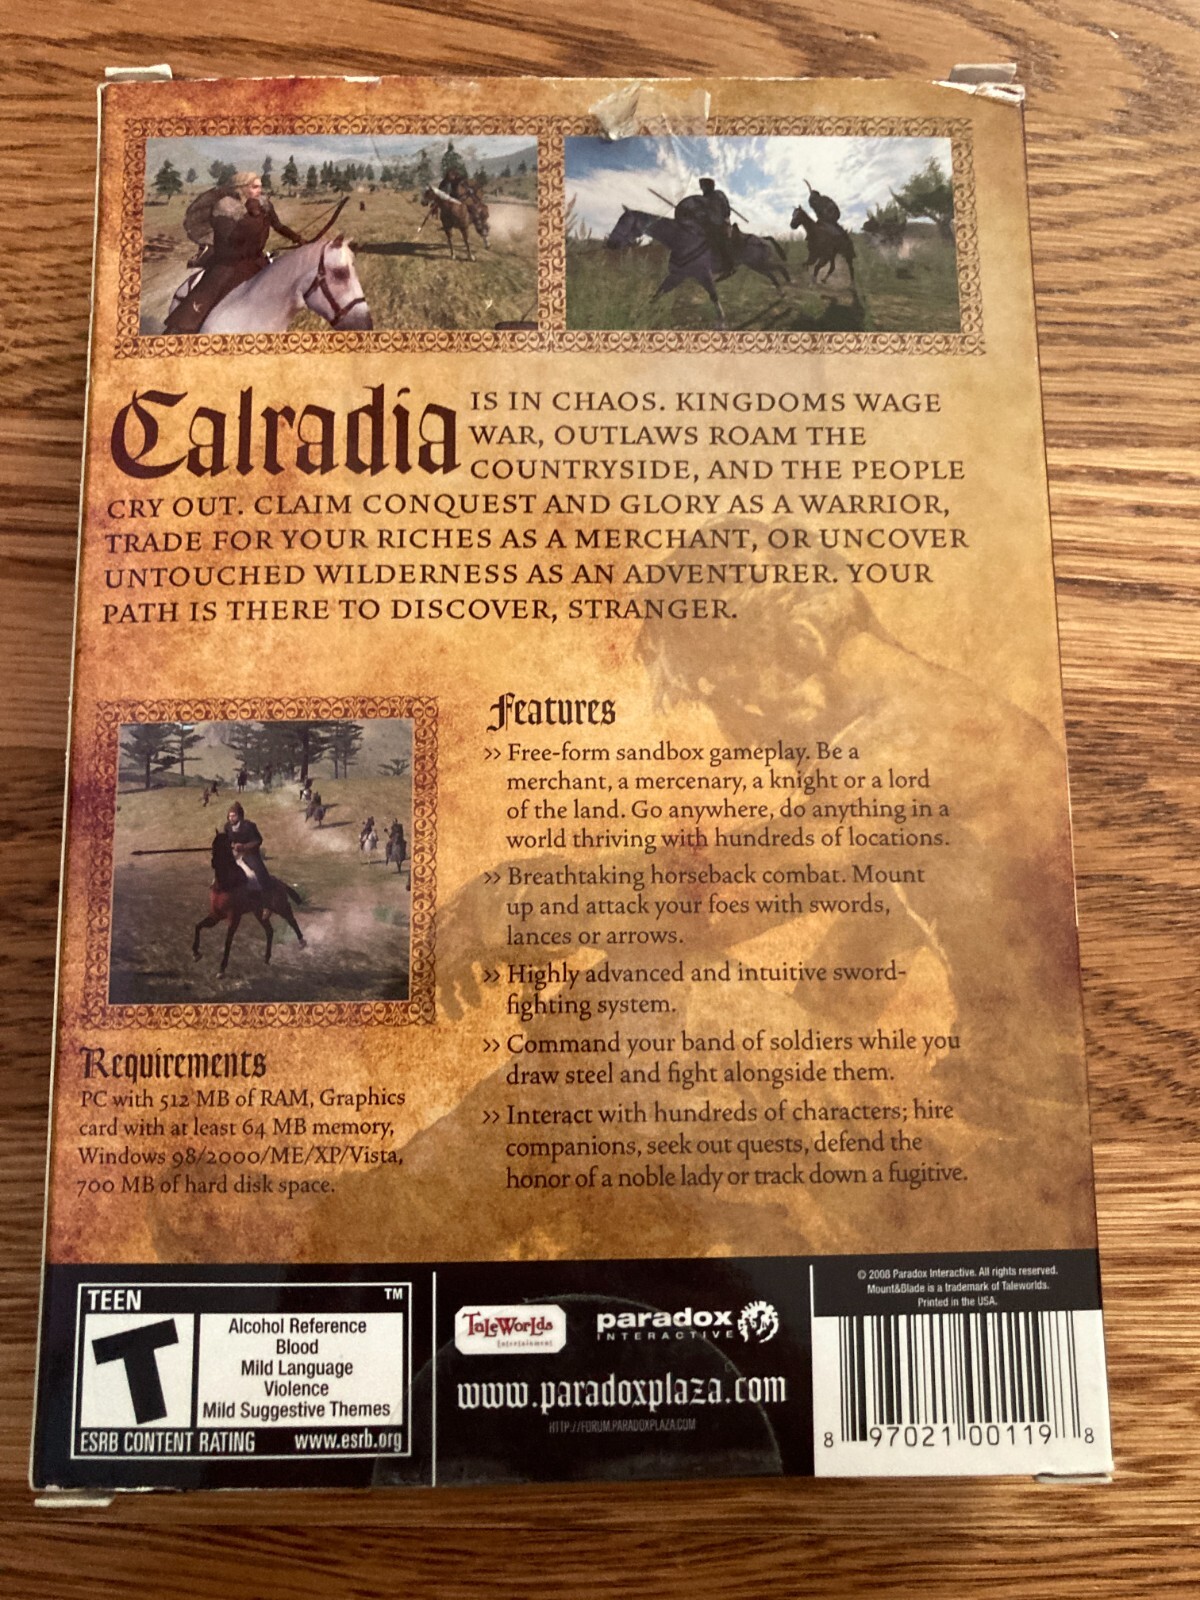 Calradia IS IN CHAOS. KINGDOMS WAGE
WAR, OUTLAWS ROAM THE
COUNTRYSIDE, AND THE PEOPLE
CRY OUT. CLAIM CONQUEST AND GLORY AS A WARRIOR,
TRADE FOR YOUR RICHES AS A MERCHANT, OR UNCOVER
UNTOUCHED WILDERNESS AS AN ADVENTURER. YOUR
PATH IS THERE TO DISCOVER, STRANGER.
Features
>> Free-form sandbox gameplay. Be a
merchant, a mercenary, a knight or a lord
of the land. Go anywhere, do anything in a
world thriving with hundreds of locations.
>> Breathtaking horseback combat. Mount
up and attack your foes with swords,
lances or arrows.
>> Highly advanced and intuitive sword-
fighting system.
>> Command your band of soldiers while you
draw steel and fight alongside them.
>> Interact with hundreds of characters; hire
companions, seek out quests, defend the
honor of a noble lady or track down a fugitive.
Requirements
PC with 512 MB of RAM, Graphics
card with at least 64 MB memory,
Windows 98/2000/ME/XP/Vista,
700 MB of hard disk space.
TEEN TM
T
Alcohol Reference
Blood
Mild Language
Violence
Mild Suggestive Themes
ESRB CONTENT RATING www.esrb.org
TaleWorlds
Entertainment
paradox
INTERACTIVE
www.paradoxplaza.com
HTTP://FORUM.PARADOXPLAZA.COM
© 2008 Paradox Interactive. All rights reserved.
Mount&Blade is a trademark of Taleworlds.
Printed in the USA.
8 97021 00119 8